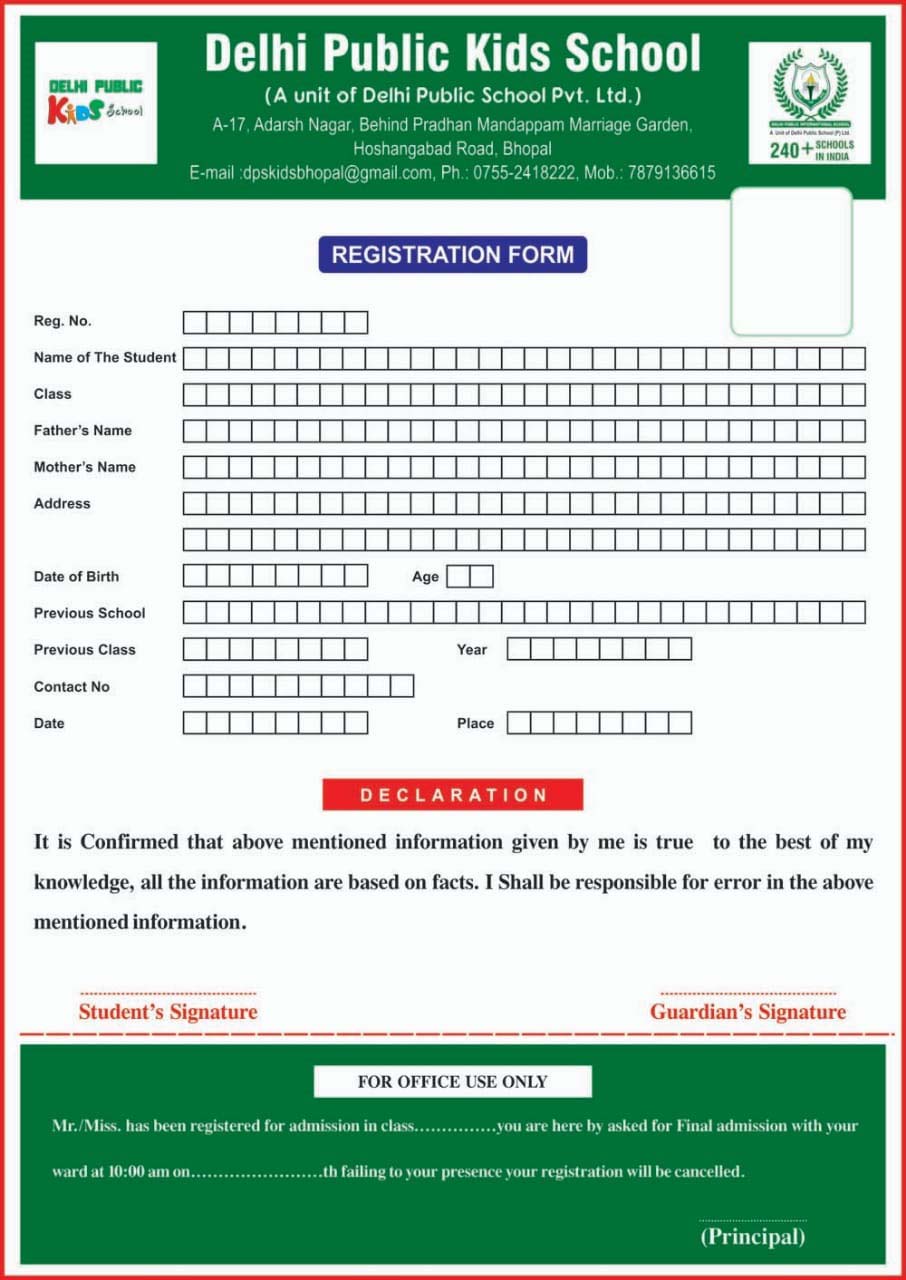 DELHI PUBLIC
KiDS School
Delhi Public Kids School
(A unit of Delhi Public School Pvt. Ltd.)
A-17, Adarsh Nagar, Behind Pradhan Mandappam Marriage Garden,
Hoshangabad Road, Bhopal
E-mail :dpskidsbhopal@gmail.com, Ph.: 0755-2418222, Mob.: 7879136615
DELHI PUBLIC INTERNATIONAL SCHOOL
A Unit of Delhi Public School (P) Ltd.
240+ SCHOOLS IN INDIA
REGISTRATION FORM
Reg. No.
Name of The Student
Class
Father's Name
Mother's Name
Address
Date of Birth Age
Previous School
Previous Class Year
Contact No
Date Place
DECLARATION
It is Confirmed that above mentioned information given by me is true to the best of my
knowledge, all the information are based on facts. I Shall be responsible for error in the above
mentioned information.
Student's Signature Guardian's Signature
FOR OFFICE USE ONLY
Mr./Miss. has been registered for admission in class...............you are here by asked for Final admission with your
ward at 10:00 am on........................th failing to your presence your registration will be cancelled.
(Principal)